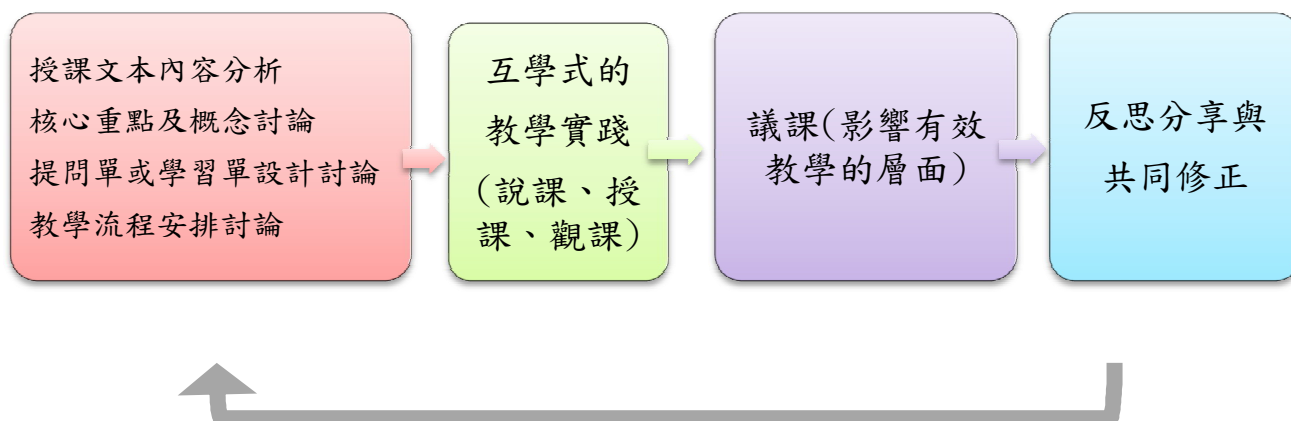 授課文本內容分析
核心重點及概念討論
提問單或學習單設計討論
教學流程安排討論
互學式的
教學實踐
(說課、授
課、觀課)
議課(影響有效
教學的層面)
反思分享與
共同修正